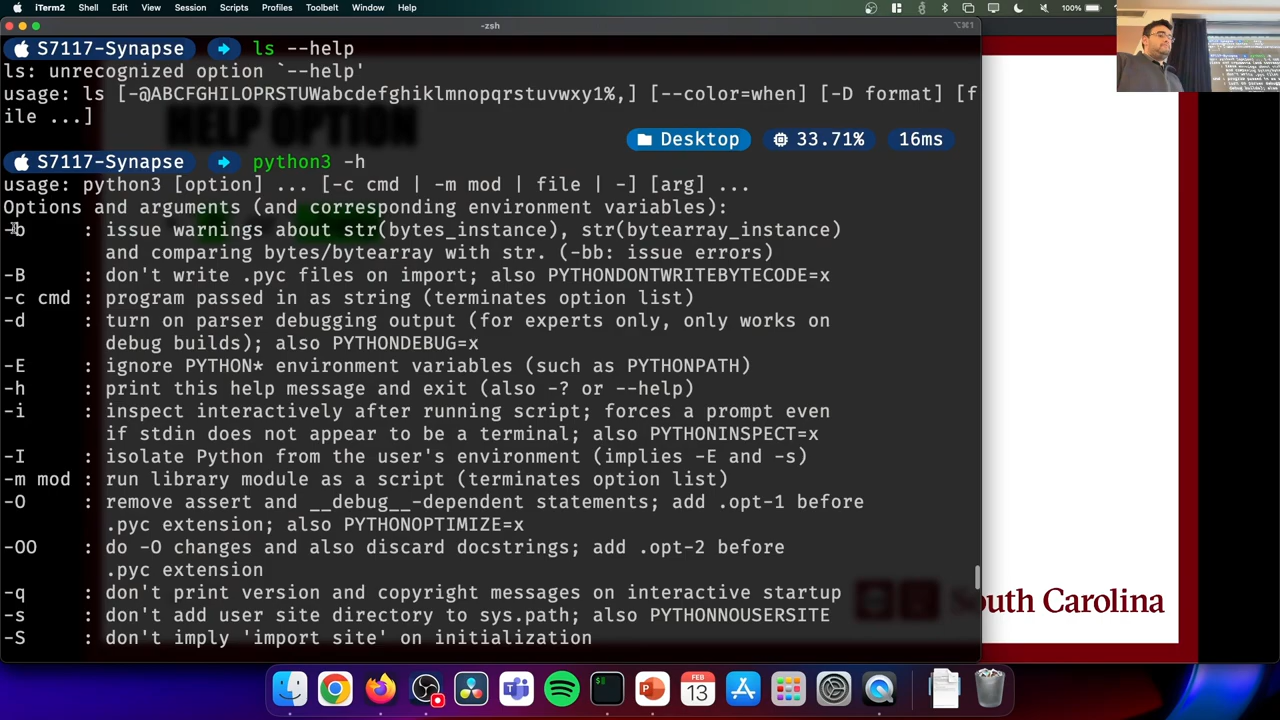 iTerm2 Shell Edit View Session Scripts Profiles Toolbelt Window Help 100%
-zsh ⌥⌘1
S7117-Synapse ls --help
ls: unrecognized option `--help'
usage: ls [-@ABCFGHILOPRSTUWabcdefghiklmnopqrstuvwxy1%,] [--color=when] [-D format] [f
ile ...]
HELP OPTION
Desktop 33.71% 16ms
S7117-Synapse python3 -h
usage: python3 [option] ... [-c cmd | -m mod | file | -] [arg] ...
Options and arguments (and corresponding environment variables):
-b : issue warnings about str(bytes_instance), str(bytearray_instance)
and comparing bytes/bytearray with str. (-bb: issue errors)
-B : don't write .pyc files on import; also PYTHONDONTWRITEBYTECODE=x
-c cmd : program passed in as string (terminates option list)
-d : turn on parser debugging output (for experts only, only works on
debug builds); also PYTHONDEBUG=x
-E : ignore PYTHON* environment variables (such as PYTHONPATH)
-h : print this help message and exit (also -? or --help)
-i : inspect interactively after running script; forces a prompt even
if stdin does not appear to be a terminal; also PYTHONINSPECT=x
-I : isolate Python from the user's environment (implies -E and -s)
-m mod : run library module as a script (terminates option list)
-O : remove assert and __debug__-dependent statements; add .opt-1 before
.pyc extension; also PYTHONOPTIMIZE=x
-OO : do -O changes and also discard docstrings; add .opt-2 before
.pyc extension
-q : don't print version and copyright messages on interactive startup
-s : don't add user site directory to sys.path; also PYTHONNOUSERSITE
-S : don't imply 'import site' on initialization
South Carolina
FEB
13